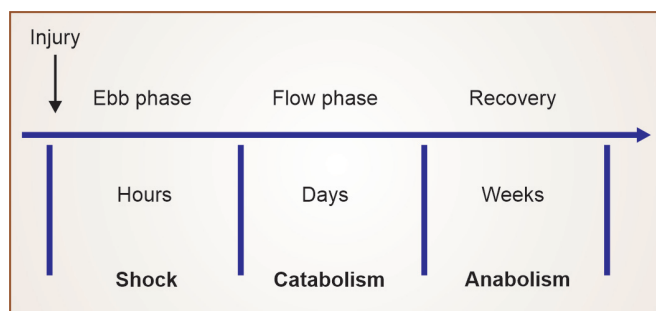 Injury
Ebb phase Flow phase Recovery
Hours Days Weeks
Shock Catabolism Anabolism